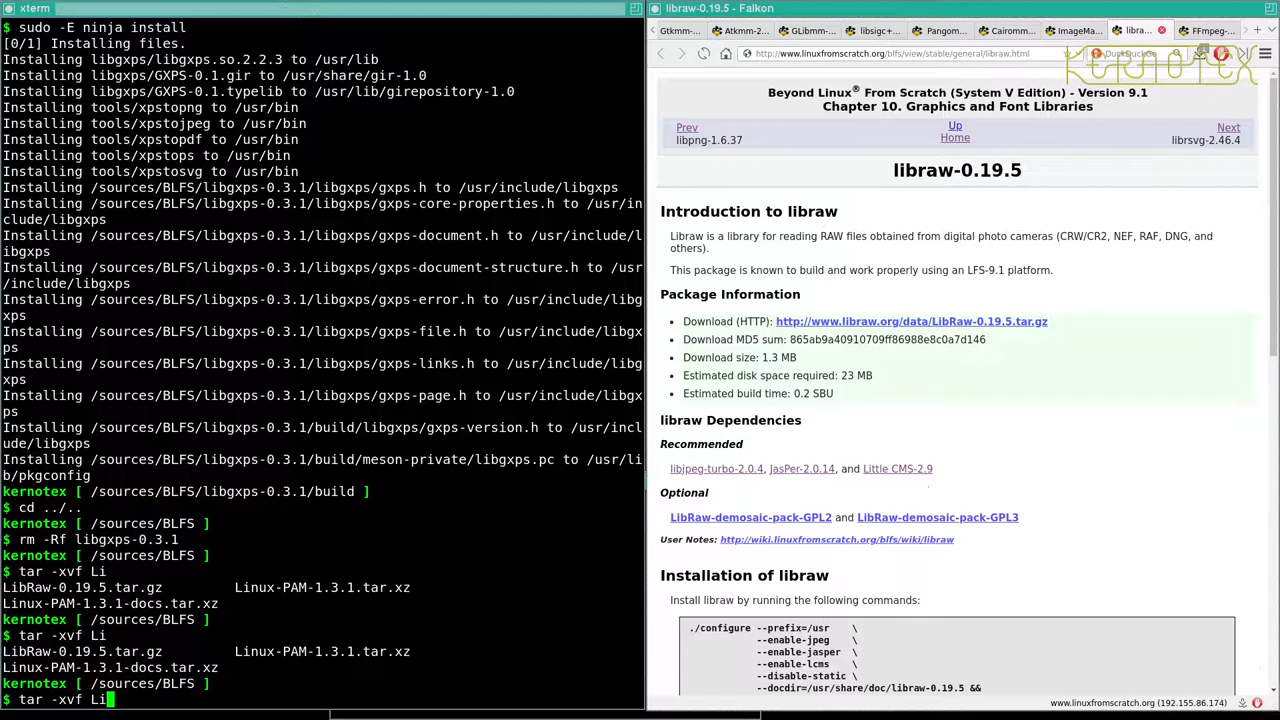 xterm
$ sudo -E ninja install
[0/1] Installing files.
Installing libgxps/libgxps.so.2.2.3 to /usr/lib
Installing libgxps/GXPS-0.1.gir to /usr/share/gir-1.0
Installing libgxps/GXPS-0.1.typelib to /usr/lib/girepository-1.0
Installing tools/xpstopng to /usr/bin
Installing tools/xpstojpeg to /usr/bin
Installing tools/xpstopdf to /usr/bin
Installing tools/xpstops to /usr/bin
Installing tools/xpstosvg to /usr/bin
Installing /sources/BLFS/libgxps-0.3.1/libgxps/gxps.h to /usr/include/libgxps
Installing /sources/BLFS/libgxps-0.3.1/libgxps/gxps-color-properties.h to /usr/in
clude/libgxps
Installing /sources/BLFS/libgxps-0.3.1/libgxps/gxps-document.h to /usr/include/l
ibgxps
Installing /sources/BLFS/libgxps-0.3.1/libgxps/gxps-document-structure.h to /usr
/include/libgxps
Installing /sources/BLFS/libgxps-0.3.1/libgxps/gxps-error.h to /usr/include/libg
xps
Installing /sources/BLFS/libgxps-0.3.1/libgxps/gxps-file.h to /usr/include/libgx
ps
Installing /sources/BLFS/libgxps-0.3.1/libgxps/gxps-links.h to /usr/include/libg
xps
Installing /sources/BLFS/libgxps-0.3.1/libgxps/gxps-page.h to /usr/include/libgx
ps
Installing /sources/BLFS/libgxps-0.3.1/build/libgxps/gxps-version.h to /usr/incl
ude/libgxps
Installing /sources/BLFS/libgxps-0.3.1/build/meson-private/libgxps.pc to /usr/li
b/pkgconfig
kernotex [ /sources/BLFS/libgxps-0.3.1/build ]
$ cd ../..
kernotex [ /sources/BLFS ]
$ rm -Rf libgxps-0.3.1
kernotex [ /sources/BLFS ]
$ tar -xvf Li
LibRaw-0.19.5.tar.gz Linux-PAM-1.3.1.tar.xz
Linux-PAM-1.3.1-docs.tar.xz
kernotex [ /sources/BLFS ]
$ tar -xvf Li
LibRaw-0.19.5.tar.gz Linux-PAM-1.3.1.tar.xz
Linux-PAM-1.3.1-docs.tar.xz
kernotex [ /sources/BLFS ]
$ tar -xvf Li
libraw-0.19.5 - Falkon
Gtkmm-... Atkmm-2... GLibmm-... libsigc+... Pangom... Cairomm... ImageMa... libra... FFmpeg-...
http://www.linuxfromscratch.org/blfs/view/stable/general/libraw.html DuckDuckGo
KERNOTEX
Beyond Linux® From Scratch (System V Edition) - Version 9.1
Chapter 10. Graphics and Font Libraries
Prev Up Next
libpng-1.6.37 Home librsvg-2.46.4
libraw-0.19.5
Introduction to libraw
Libraw is a library for reading RAW files obtained from digital photo cameras (CRW/CR2, NEF, RAF, DNG, and
others).
This package is known to build and work properly using an LFS-9.1 platform.
Package Information
• Download (HTTP): http://www.libraw.org/data/LibRaw-0.19.5.tar.gz
• Download MD5 sum: 865ab9a40910709ff86988e8c0a7d146
• Download size: 1.3 MB
• Estimated disk space required: 23 MB
• Estimated build time: 0.2 SBU
libraw Dependencies
Recommended
libjpeg-turbo-2.0.4, JasPer-2.0.14, and Little CMS-2.9
Optional
LibRaw-demosaic-pack-GPL2 and LibRaw-demosaic-pack-GPL3
User Notes: http://wiki.linuxfromscratch.org/blfs/wiki/libraw
Installation of libraw
Install libraw by running the following commands:
./configure --prefix=/usr \
--enable-jpeg \
--enable-jasper \
--enable-lcms \
--disable-static \
--docdir=/usr/share/doc/libraw-0.19.5 &&
www.linuxfromscratch.org (192.155.86.174)